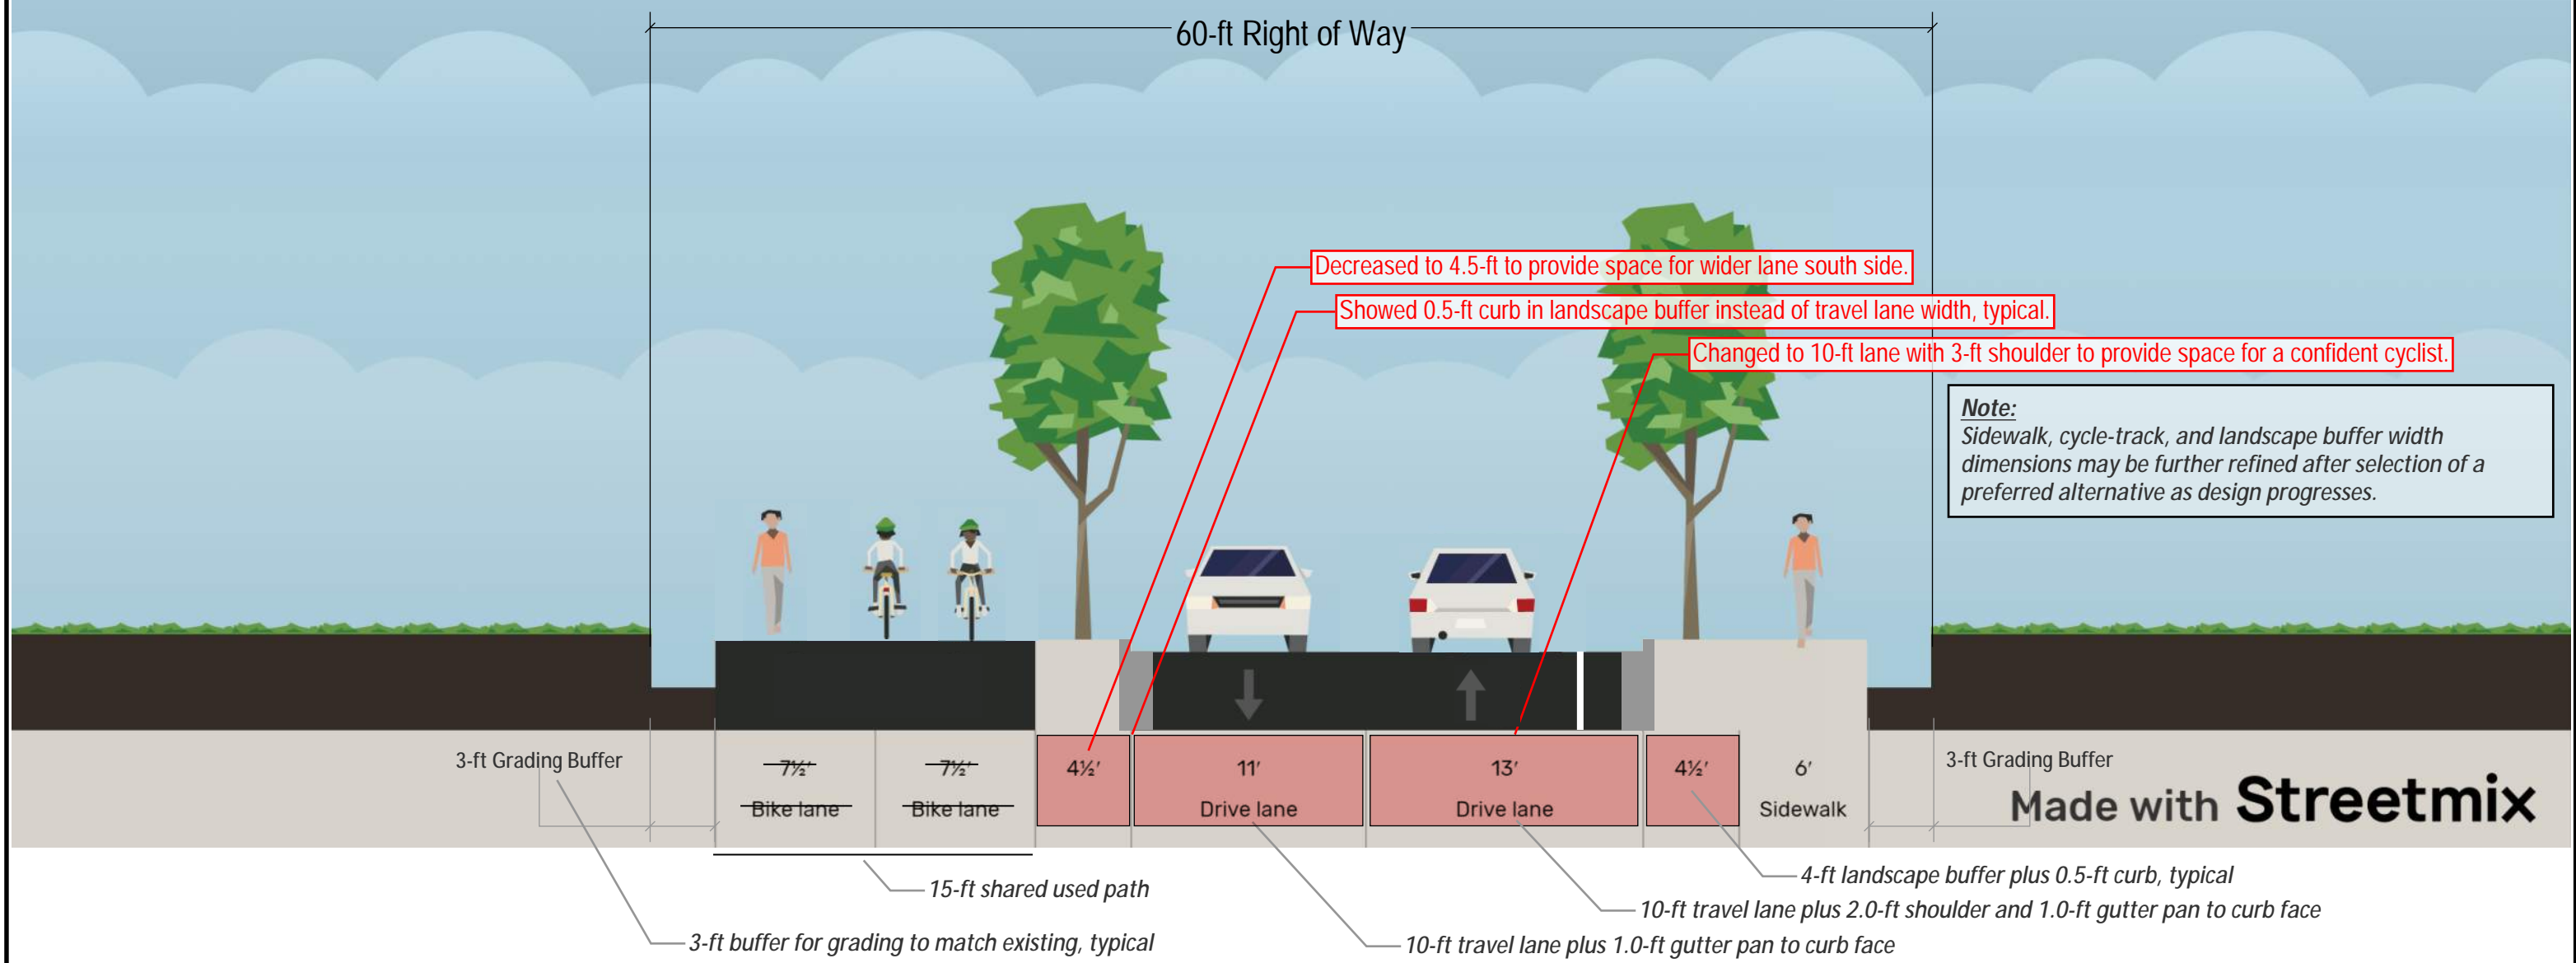 60-ft Right of Way
Decreased to 4.5-ft to provide space for wider lane south side.
Showed 0.5-ft curb in landscape buffer instead of travel lane width, typical.
Changed to 10-ft lane with 3-ft shoulder to provide space for a confident cyclist.
Note:
Sidewalk, cycle-track, and landscape buffer width
dimensions may be further refined after selection of a
preferred alternative as design progresses.
3-ft Grading Buffer
7½'
Bike lane
7½'
Bike lane
4½'
11'
Drive lane
13'
Drive lane
4½'
6'
Sidewalk
3-ft Grading Buffer
Made with Streetmix
15-ft shared used path
3-ft buffer for grading to match existing, typical
4-ft landscape buffer plus 0.5-ft curb, typical
10-ft travel lane plus 2.0-ft shoulder and 1.0-ft gutter pan to curb face
10-ft travel lane plus 1.0-ft gutter pan to curb face